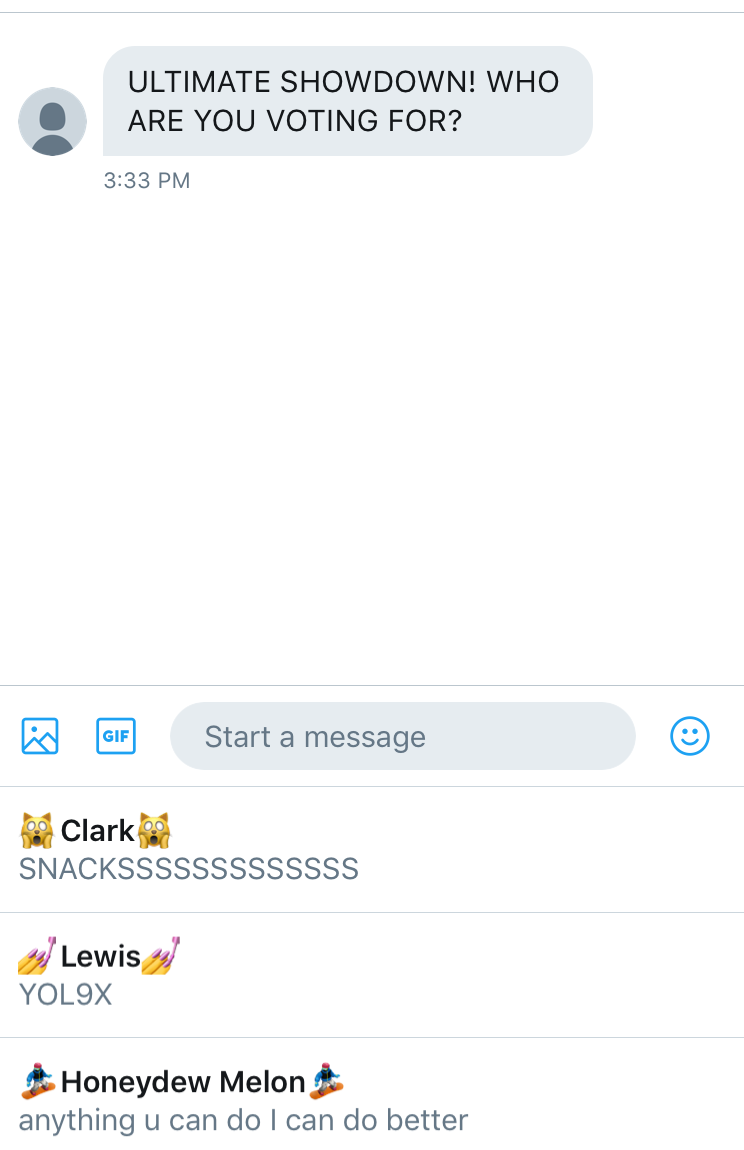 ULTIMATE SHOWDOWN! WHO
ARE YOU VOTING FOR?
3:33 PM
GIF Start a message
🙀Clark🙀
SNACKSSSSSSSSSSSSS
💅Lewis💅
YOL9X
🏂Honeydew Melon🏂
anything u can do I can do better